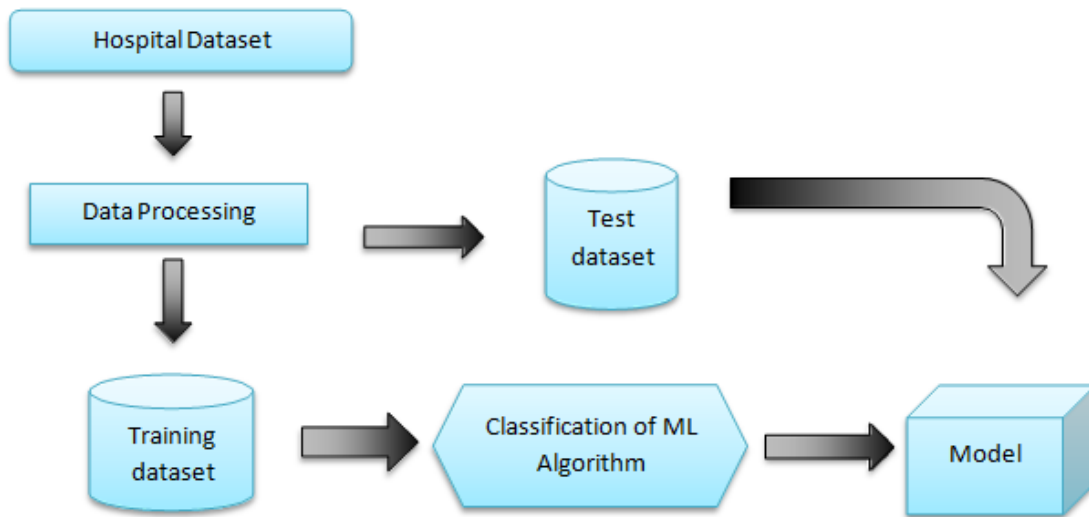 Hospital Dataset
Data Processing
Test
dataset
Training
dataset
Classification of ML
Algorithm
Model